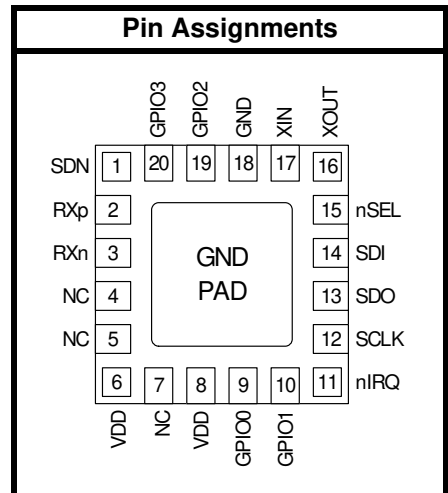 Pin Assignments
GPIO3 GPIO2 GND XIN XOUT
SDN 1 20 19 18 17 16
RXp 2 15 nSEL
RXn 3 GND 14 SDI
NC 4 PAD 13 SDO
NC 5 12 SCLK
6 7 8 9 10 11 nIRQ
VDD NC VDD GPIO0 GPIO1